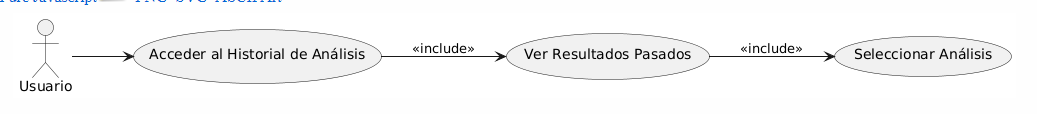 Acceder al Historial de Análisis
«include»
Ver Resultados Pasados
«include»
Seleccionar Análisis
Usuario